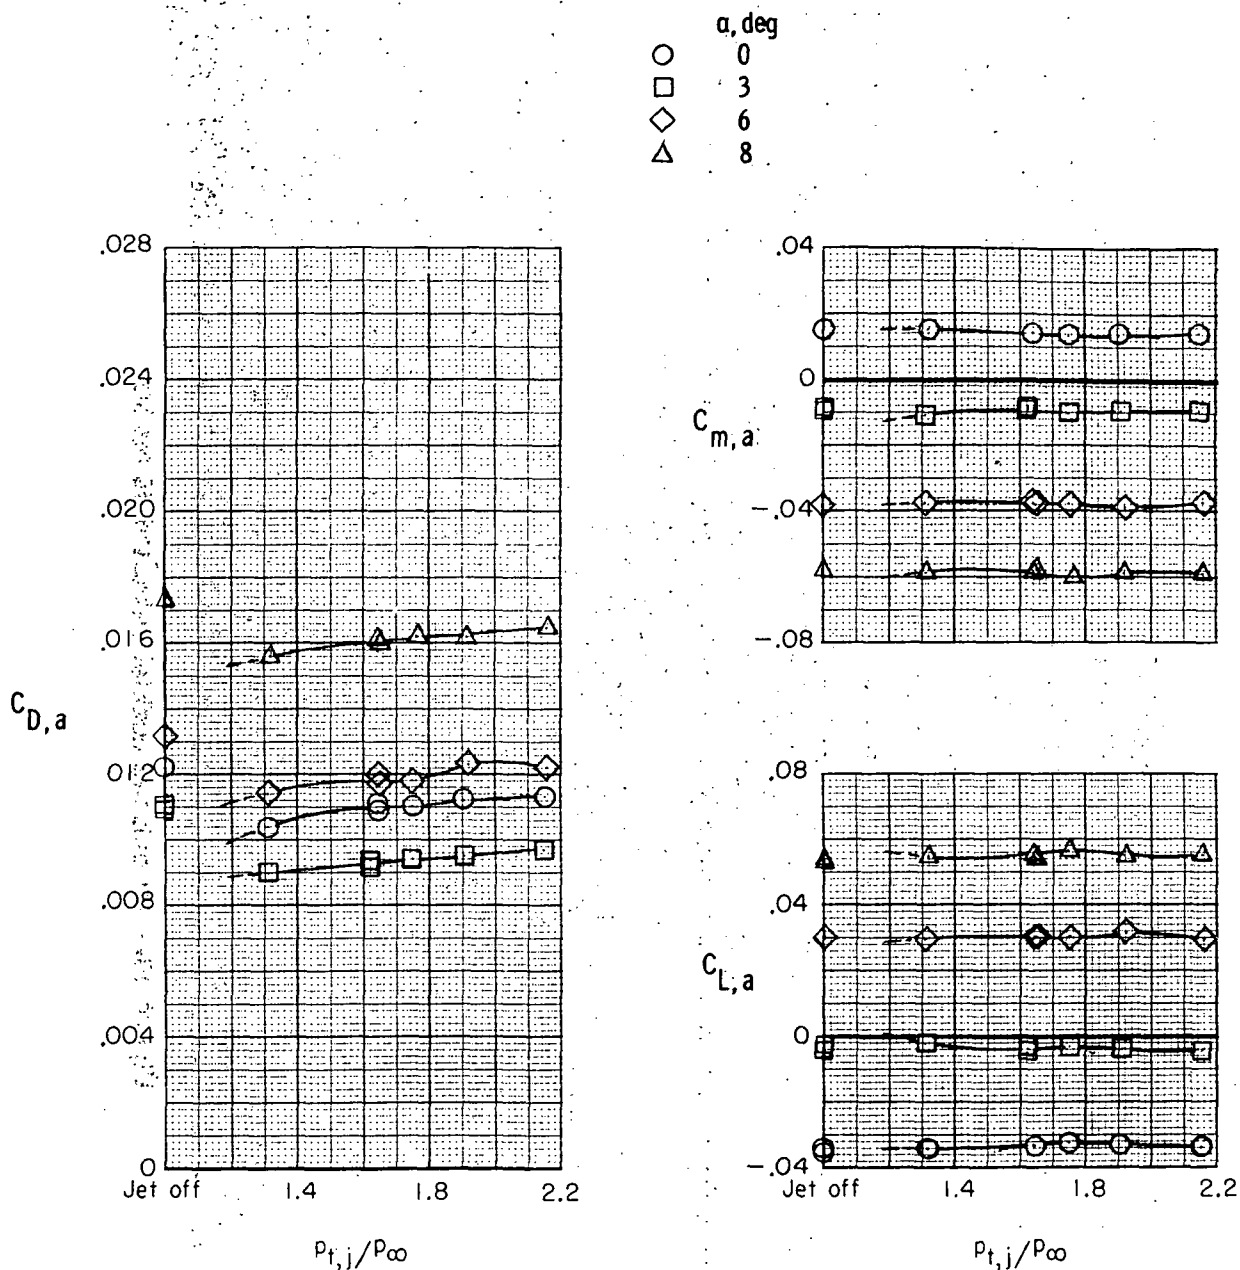 α, deg
0
3
6
8
.028
.024
.020
.016
.012
.008
.004
0
C_D,a
Jet off 1.4 1.8 2.2
p_t,j/p_∞
.04
0
-.04
-.08
C_m,a
.08
.04
0
-.04
C_L,a
Jet off 1.4 1.8 2.2
p_t,j/p_∞